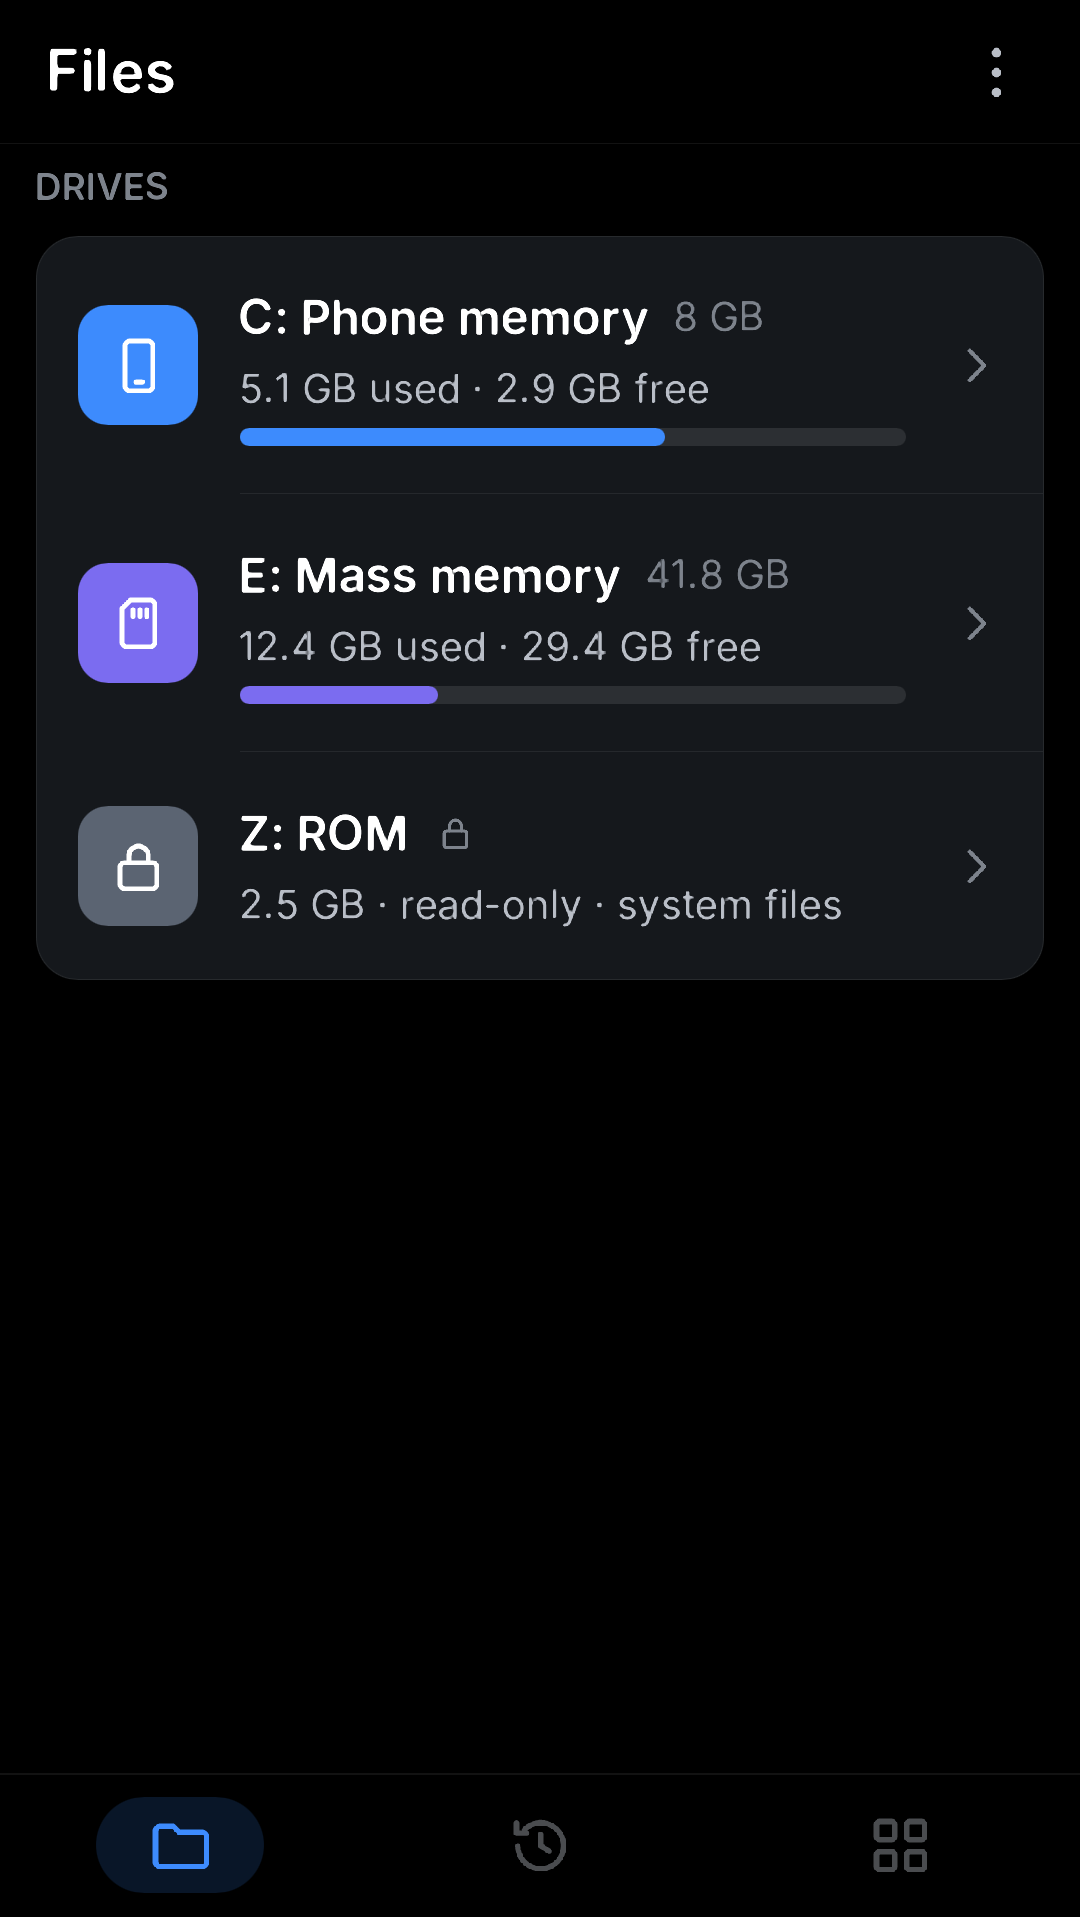 Files
DRIVES
C: Phone memory 8 GB
5.1 GB used · 2.9 GB free
E: Mass memory 41.8 GB
12.4 GB used · 29.4 GB free
Z: ROM
2.5 GB · read-only · system files